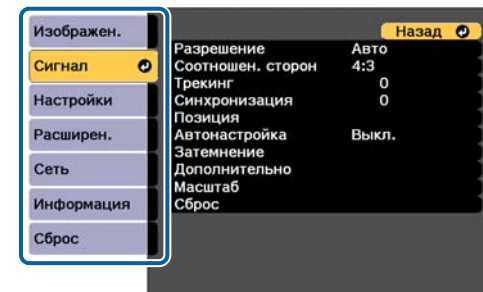 Изображен.
Сигнал
Настройки
Расширен.
Сеть
Информация
Сброс
Назад
Разрешение Авто
Соотношен. сторон 4:3
Трекинг 0
Синхронизация 0
Позиция
Автонастройка Выкл.
Затемнение
Дополнительно
Масштаб
Сброс